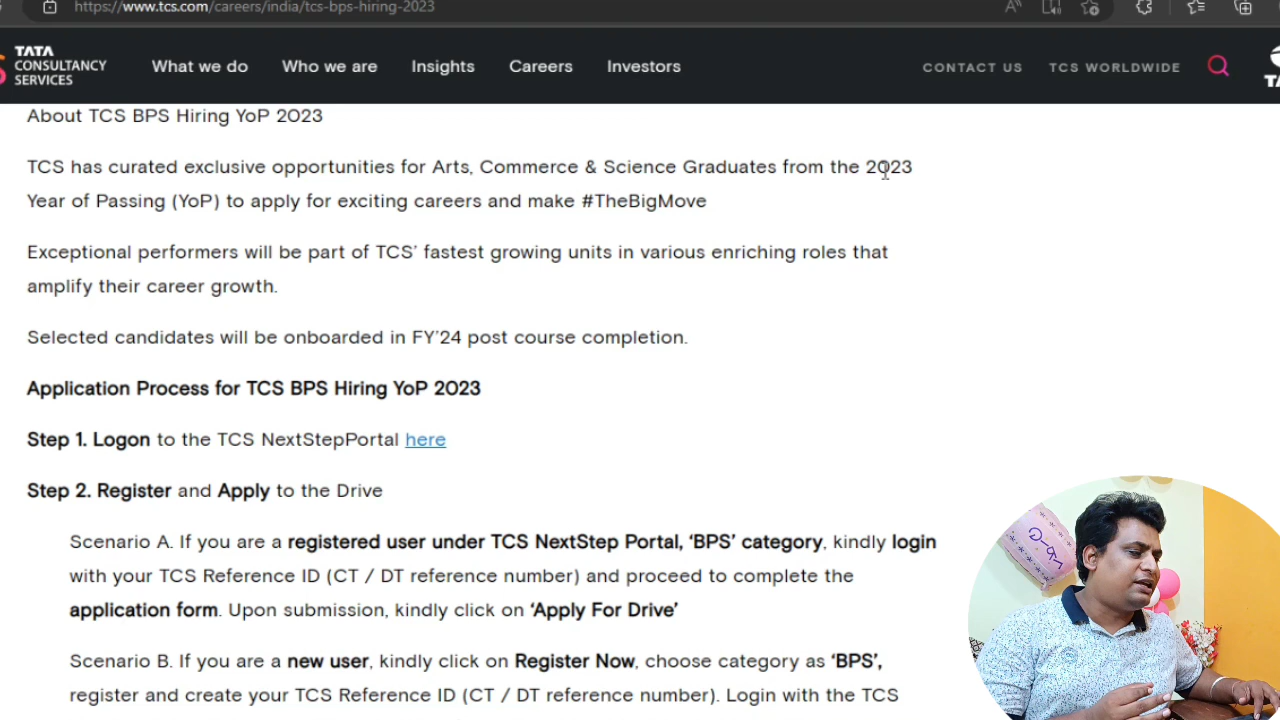 https://www.tcs.com/careers/india/tcs-bps-hiring-2023
TATA
CONSULTANCY
SERVICES
What we do
Who we are
Insights
Careers
Investors
CONTACT US
TCS WORLDWIDE
About TCS BPS Hiring YoP 2023
TCS has curated exclusive opportunities for Arts, Commerce & Science Graduates from the 2023
Year of Passing (YoP) to apply for exciting careers and make #TheBigMove
Exceptional performers will be part of TCS’ fastest growing units in various enriching roles that
amplify their career growth.
Selected candidates will be onboarded in FY’24 post course completion.
Application Process for TCS BPS Hiring YoP 2023
Step 1. Logon to the TCS NextStepPortal here
Step 2. Register and Apply to the Drive
Scenario A. If you are a registered user under TCS NextStep Portal, ‘BPS’ category, kindly login
with your TCS Reference ID (CT / DT reference number) and proceed to complete the
application form. Upon submission, kindly click on ‘Apply For Drive’
Scenario B. If you are a new user, kindly click on Register Now, choose category as ‘BPS’,
register and create your TCS Reference ID (CT / DT reference number). Login with the TCS